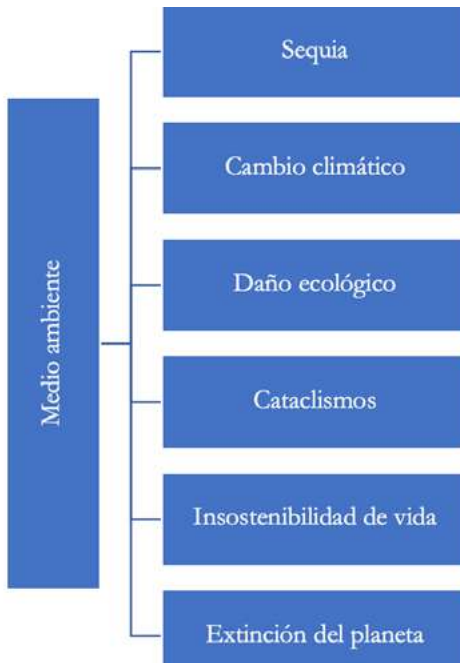 Medio ambiente
Sequia
Cambio climático
Daño ecológico
Cataclismos
Insostenibilidad de vida
Extinción del planeta